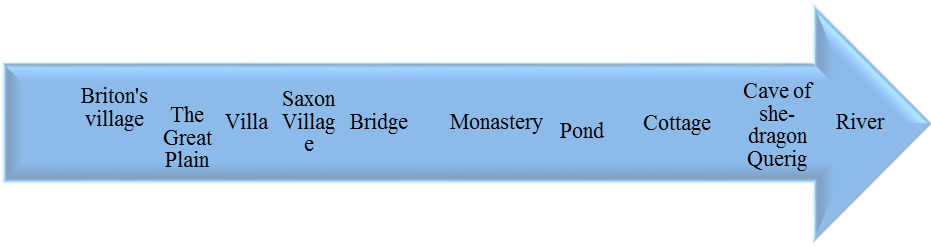 Briton's
village
The
Great
Plain
Villa
Saxon
Villag
e
Bridge
Monastery
Pond
Cottage
Cave of
she-
dragon
Querig
River